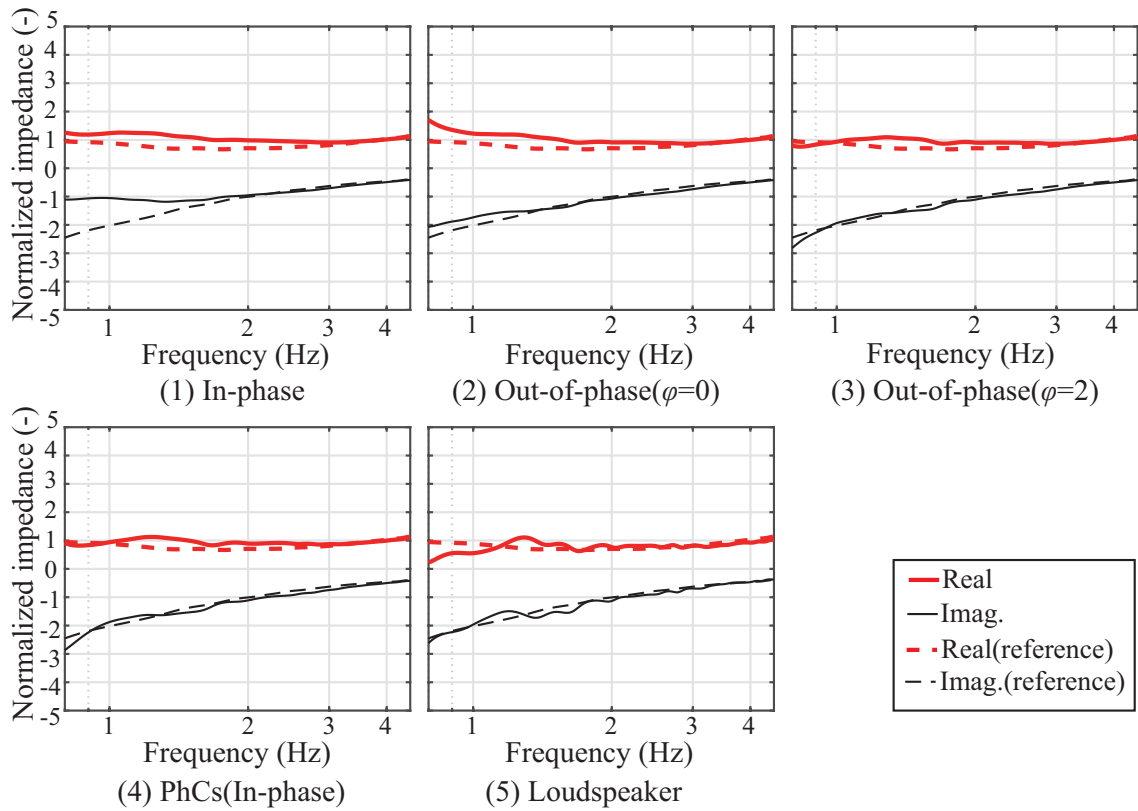 Normalized impedance (-)
5
4
3
2
1
0
-1
-2
-3
-4
-5
1 2 3 4
1 2 3 4
1 2 3 4
Frequency (Hz)
Frequency (Hz)
Frequency (Hz)
(1) In-phase
(2) Out-of-phase(φ=0)
(3) Out-of-phase(φ=2)
Normalized impedance (-)
5
4
3
2
1
0
-1
-2
-3
-4
-5
1 2 3 4
1 2 3 4
Frequency (Hz)
Frequency (Hz)
(4) PhCs(In-phase)
(5) Loudspeaker
Real
Imag.
Real(reference)
Imag.(reference)